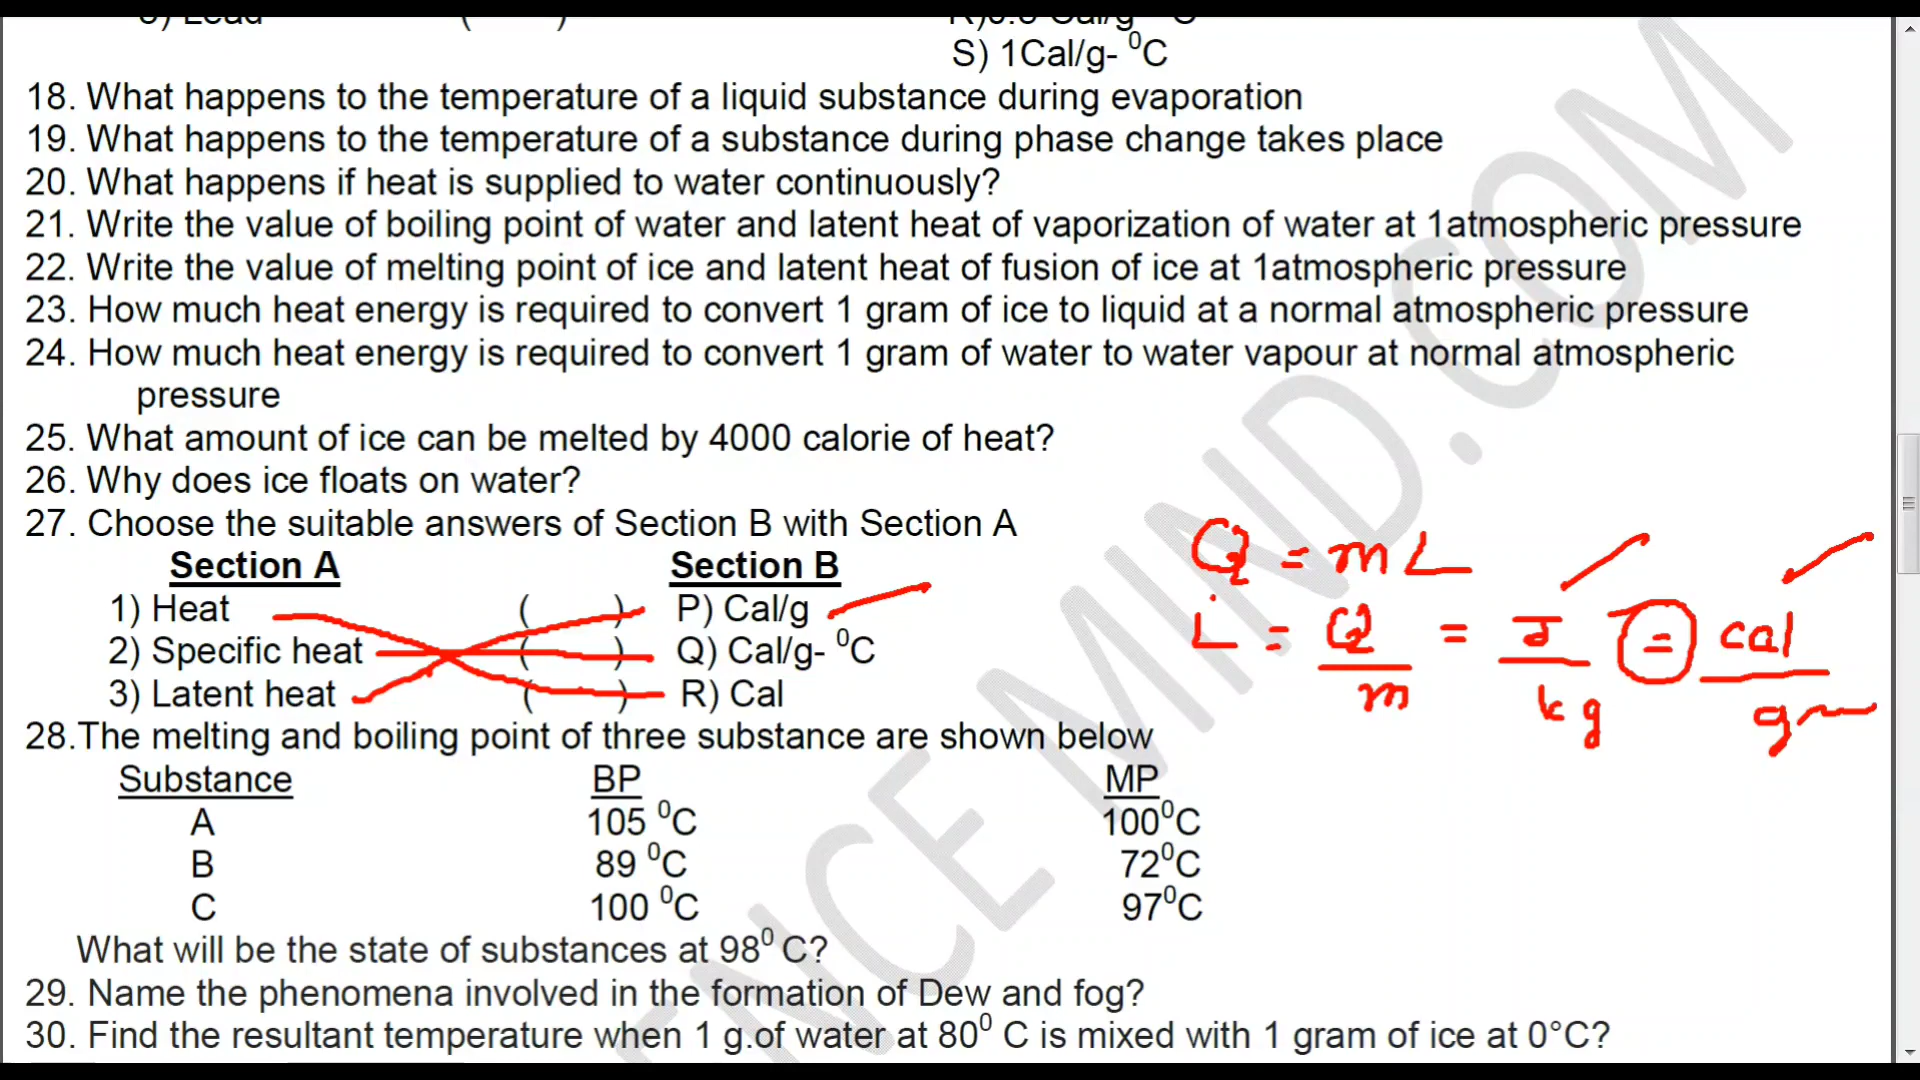 S) 1Cal/g- ⁰C
18. What happens to the temperature of a liquid substance during evaporation
19. What happens to the temperature of a substance during phase change takes place
20. What happens if heat is supplied to water continuously?
21. Write the value of boiling point of water and latent heat of vaporization of water at 1atmospheric pressure
22. Write the value of melting point of ice and latent heat of fusion of ice at 1atmospheric pressure
23. How much heat energy is required to convert 1 gram of ice to liquid at a normal atmospheric pressure
24. How much heat energy is required to convert 1 gram of water to water vapour at normal atmospheric
pressure
25. What amount of ice can be melted by 4000 calorie of heat?
26. Why does ice floats on water?
27. Choose the suitable answers of Section B with Section A
Section A Section B
1) Heat ( ) P) Cal/g
2) Specific heat ( ) Q) Cal/g- ⁰C
3) Latent heat ( ) R) Cal
Q = mL
L = Q/m = J/kg = cal/gm
28.The melting and boiling point of three substance are shown below
Substance BP MP
A 105 ⁰C 100⁰C
B 89 ⁰C 72⁰C
C 100 ⁰C 97⁰C
What will be the state of substances at 98⁰ C?
29. Name the phenomena involved in the formation of Dew and fog?
30. Find the resultant temperature when 1 g.of water at 80⁰ C is mixed with 1 gram of ice at 0°C?
ENCE MIND.COM